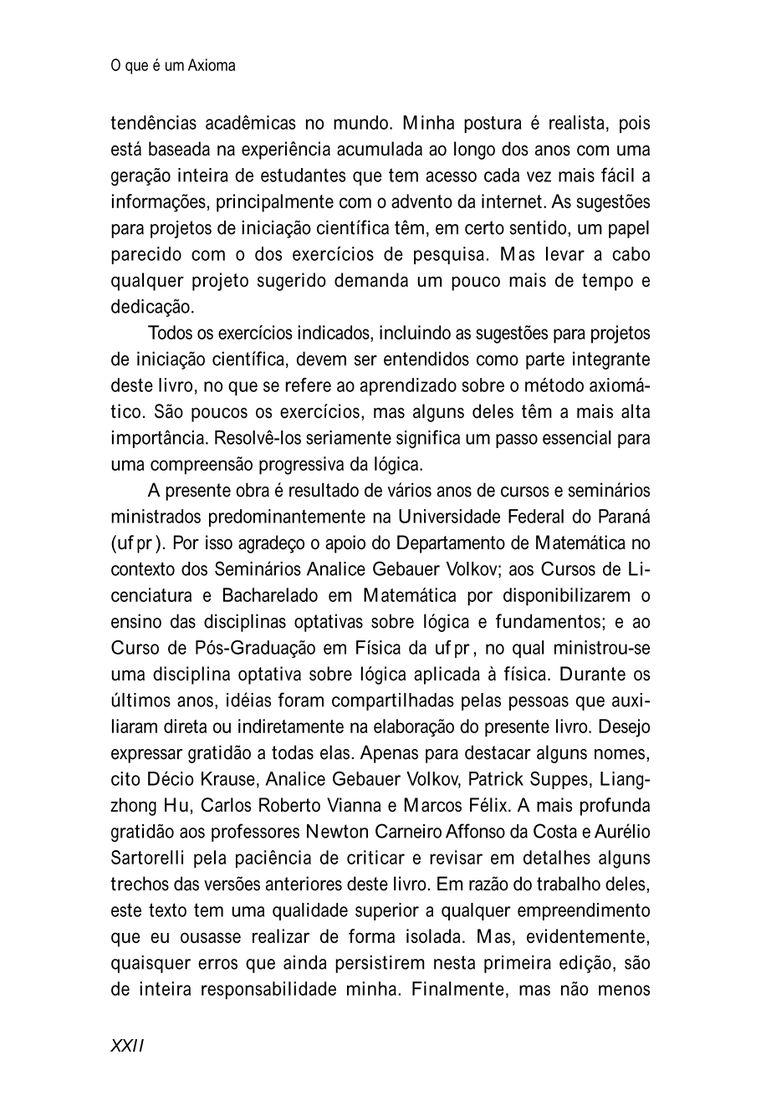 O que é um Axioma
tendências acadêmicas no mundo. Minha postura é realista, pois
está baseada na experiência acumulada ao longo dos anos com uma
geração inteira de estudantes que tem acesso cada vez mais fácil a
informações, principalmente com o advento da internet. As sugestões
para projetos de iniciação científica têm, em certo sentido, um papel
parecido com o dos exercícios de pesquisa. Mas levar a cabo
qualquer projeto sugerido demanda um pouco mais de tempo e
dedicação.
Todos os exercícios indicados, incluindo as sugestões para projetos
de iniciação científica, devem ser entendidos como parte integrante
deste livro, no que se refere ao aprendizado sobre o método axiomá-
tico. São poucos os exercícios, mas alguns deles têm a mais alta
importância. Resolvê-los seriamente significa um passo essencial para
uma compreensão progressiva da lógica.
A presente obra é resultado de vários anos de cursos e seminários
ministrados predominantemente na Universidade Federal do Paraná
(ufpr). Por isso agradeço o apoio do Departamento de Matemática no
contexto dos Seminários Analice Gebauer Volkov; aos Cursos de Li-
cenciatura e Bacharelado em Matemática por disponibilizarem o
ensino das disciplinas optativas sobre lógica e fundamentos; e ao
Curso de Pós-Graduação em Física da ufpr, no qual ministrou-se
uma disciplina optativa sobre lógica aplicada à física. Durante os
últimos anos, idéias foram compartilhadas pelas pessoas que auxi-
liaram direta ou indiretamente na elaboração do presente livro. Desejo
expressar gratidão a todas elas. Apenas para destacar alguns nomes,
cito Décio Krause, Analice Gebauer Volkov, Patrick Suppes, Liang-
zhong Hu, Carlos Roberto Vianna e Marcos Félix. A mais profunda
gratidão aos professores Newton Carneiro Affonso da Costa e Aurélio
Sartorelli pela paciência de criticar e revisar em detalhes alguns
trechos das versões anteriores deste livro. Em razão do trabalho deles,
este texto tem uma qualidade superior a qualquer empreendimento
que eu ousasse realizar de forma isolada. Mas, evidentemente,
quaisquer erros que ainda persistirem nesta primeira edição, são
de inteira responsabilidade minha. Finalmente, mas não menos
XXII